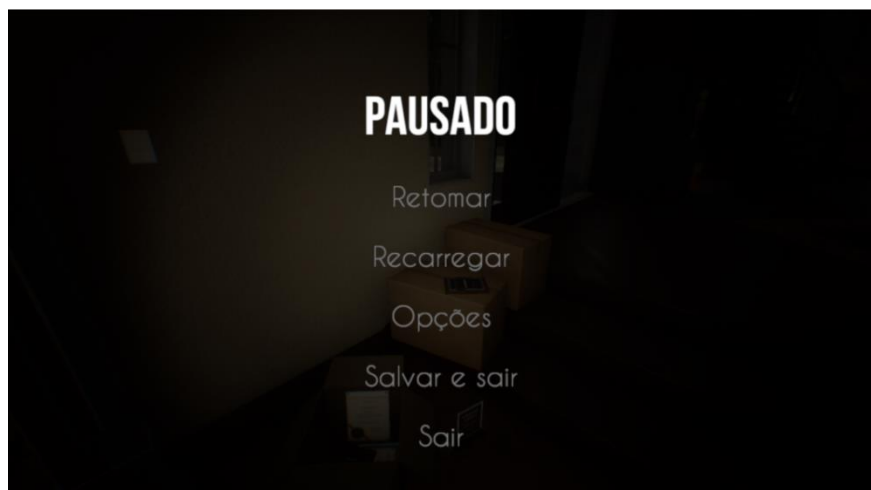 PAUSADO
Retomar
Recarregar
Opções
Salvar e sair
Sair